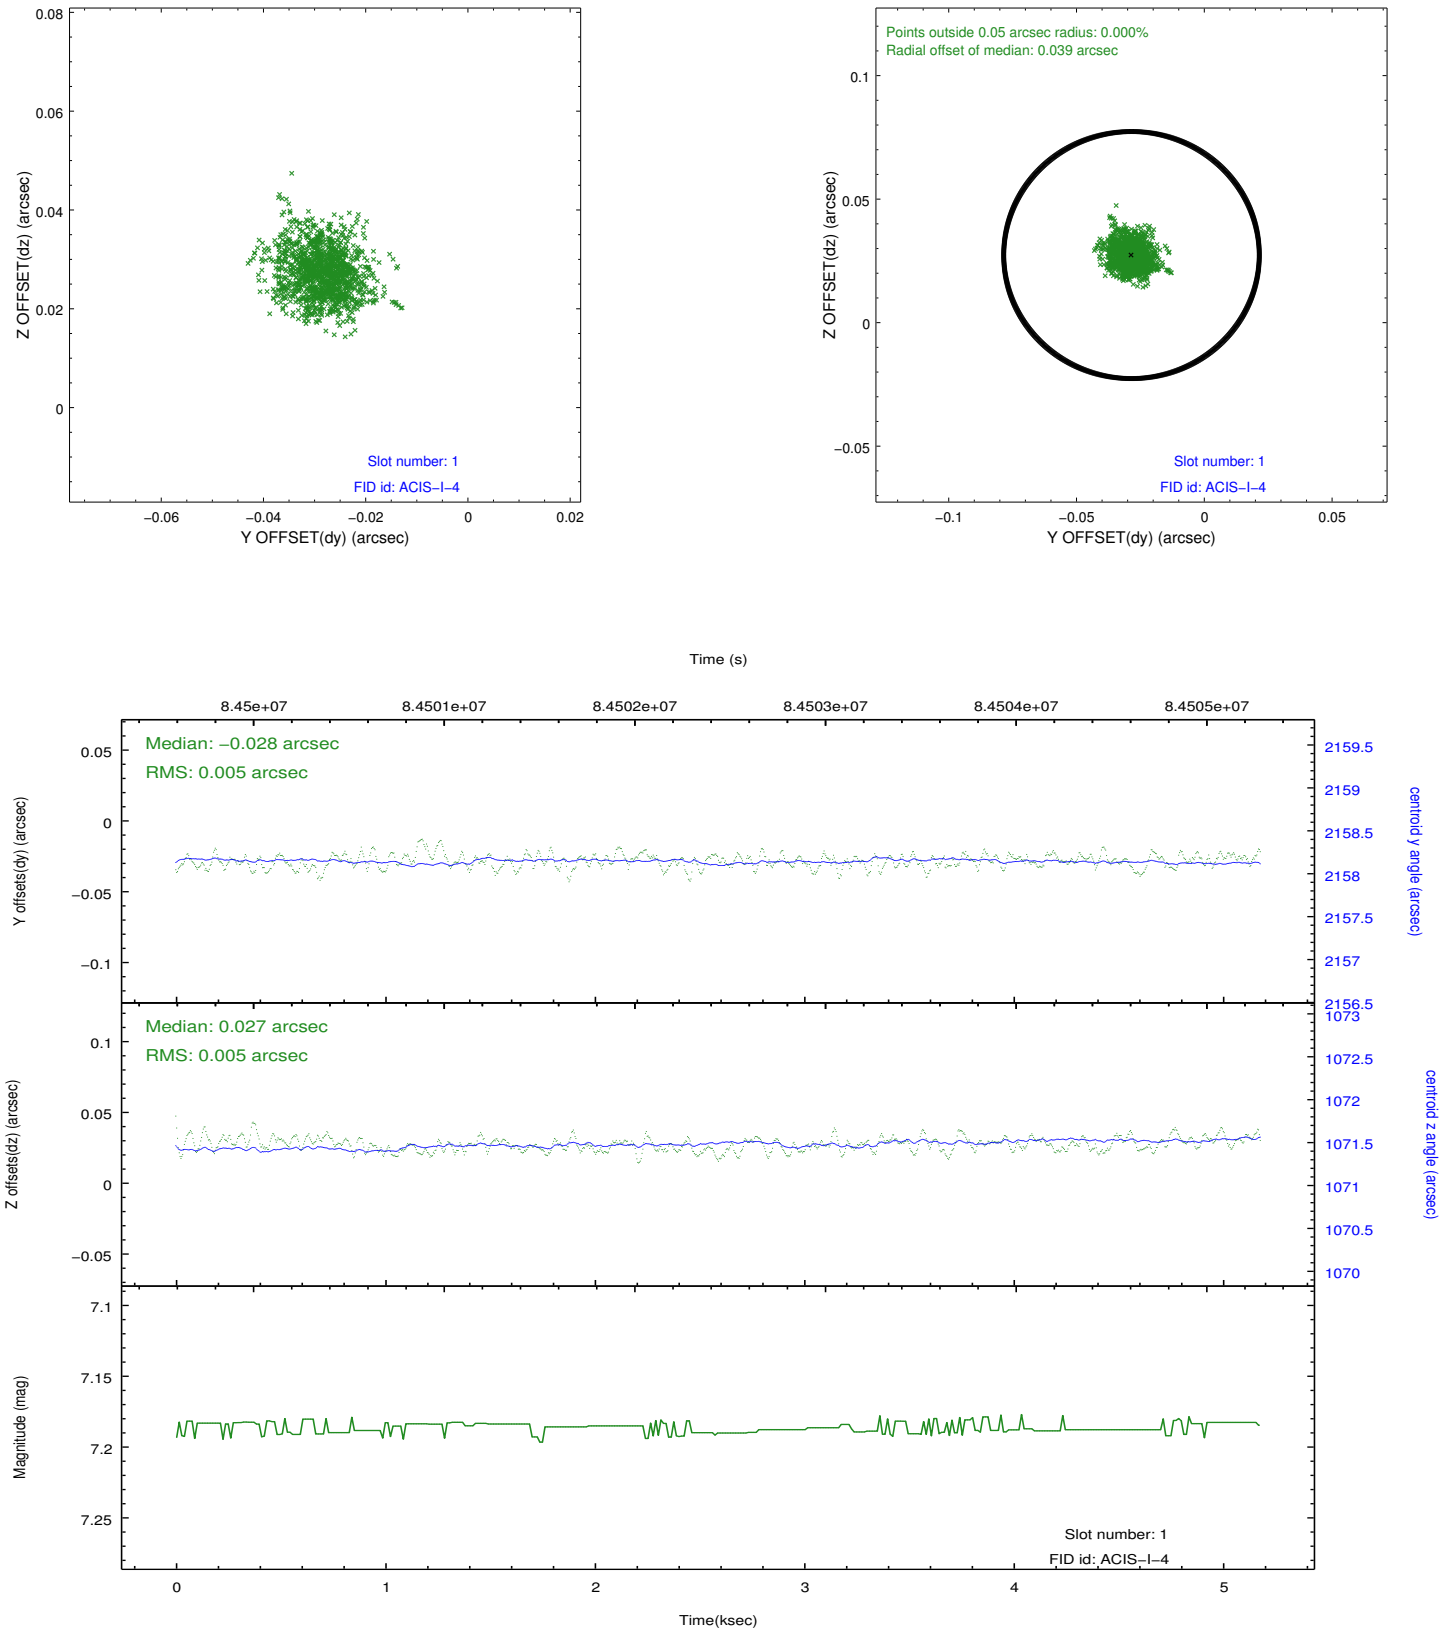 0.08
0.06
0.04
0.02
0
Z OFFSET(dz) (arcsec)
Slot number: 1
FID id: ACIS−I−4
−0.06 −0.04 −0.02 0 0.02
Y OFFSET(dy) (arcsec)
Points outside 0.05 arcsec radius: 0.000%
Radial offset of median: 0.039 arcsec
0.1
0.05
0
−0.05
Z OFFSET(dz) (arcsec)
Slot number: 1
FID id: ACIS−I−4
−0.1 −0.05 0 0.05
Y OFFSET(dy) (arcsec)
Time (s)
8.45e+07 8.4501e+07 8.4502e+07 8.4503e+07 8.4504e+07 8.4505e+07
Median: −0.028 arcsec
RMS: 0.005 arcsec
0.05
0
−0.05
−0.1
Y offsets(dy) (arcsec)
2159.5
2159
2158.5
2158
2157.5
2157
2156.5
centroid y angle (arcsec)
Median: 0.027 arcsec
RMS: 0.005 arcsec
0.1
0.05
0
−0.05
Z offsets(dz) (arcsec)
1073
1072.5
1072
1071.5
1071
1070.5
1070
centroid z angle (arcsec)
7.1
7.15
7.2
7.25
Magnitude (mag)
Slot number: 1
FID id: ACIS−I−4
0 1 2 3 4 5
Time(ksec)